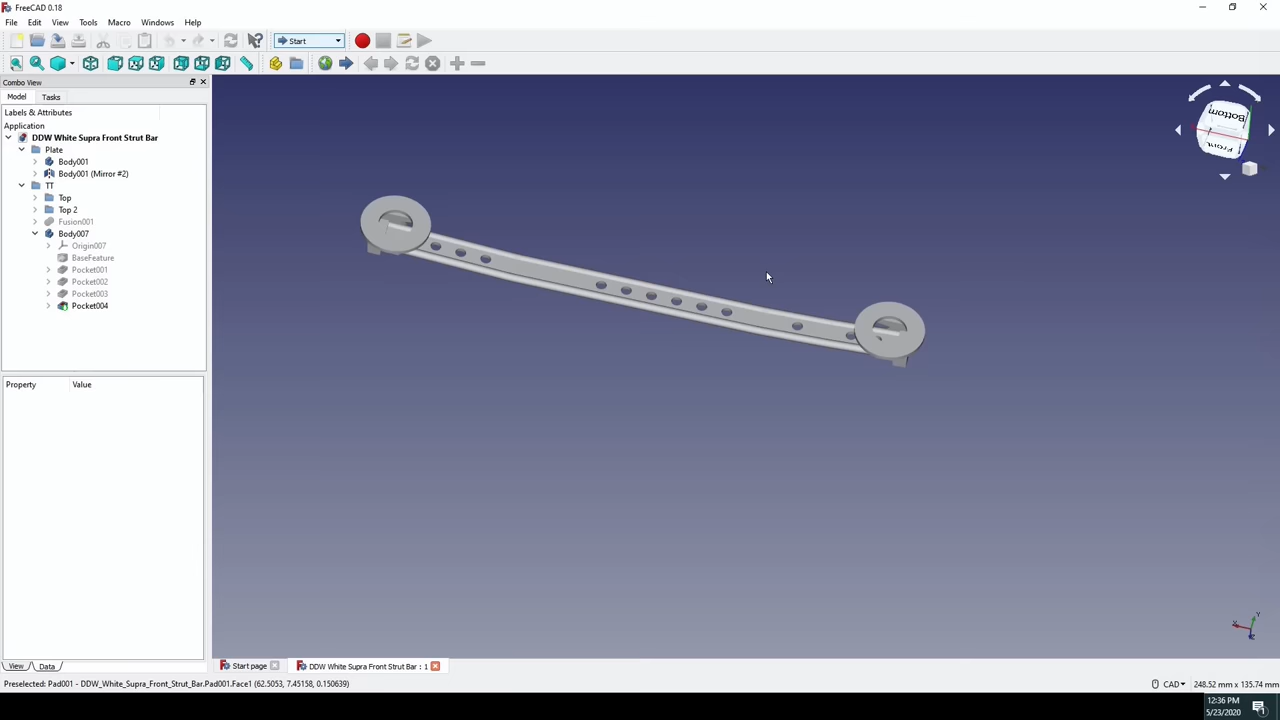 FreeCAD 0.18
File Edit View Tools Macro Windows Help
Start
Combo View
Model Tasks
Labels & Attributes
Application
DDW White Supra Front Strut Bar
Plate
Body001
Body001 (Mirror #2)
TT
Top
Top 2
Fusion001
Body007
Origin007
BaseFeature
Pocket001
Pocket002
Pocket003
Pocket004
Property Value
View Data
Bottom
Front
X Y Z
Start page DDW White Supra Front Strut Bar : 1
Preselected: Pad001 - DDW_White_Supra_Front_Strut_Bar.Pad001.Face1 (62.5053, 7.45158, 0.150639) CAD 248.52 mm x 135.74 mm
12:36 PM
5/23/2020
1